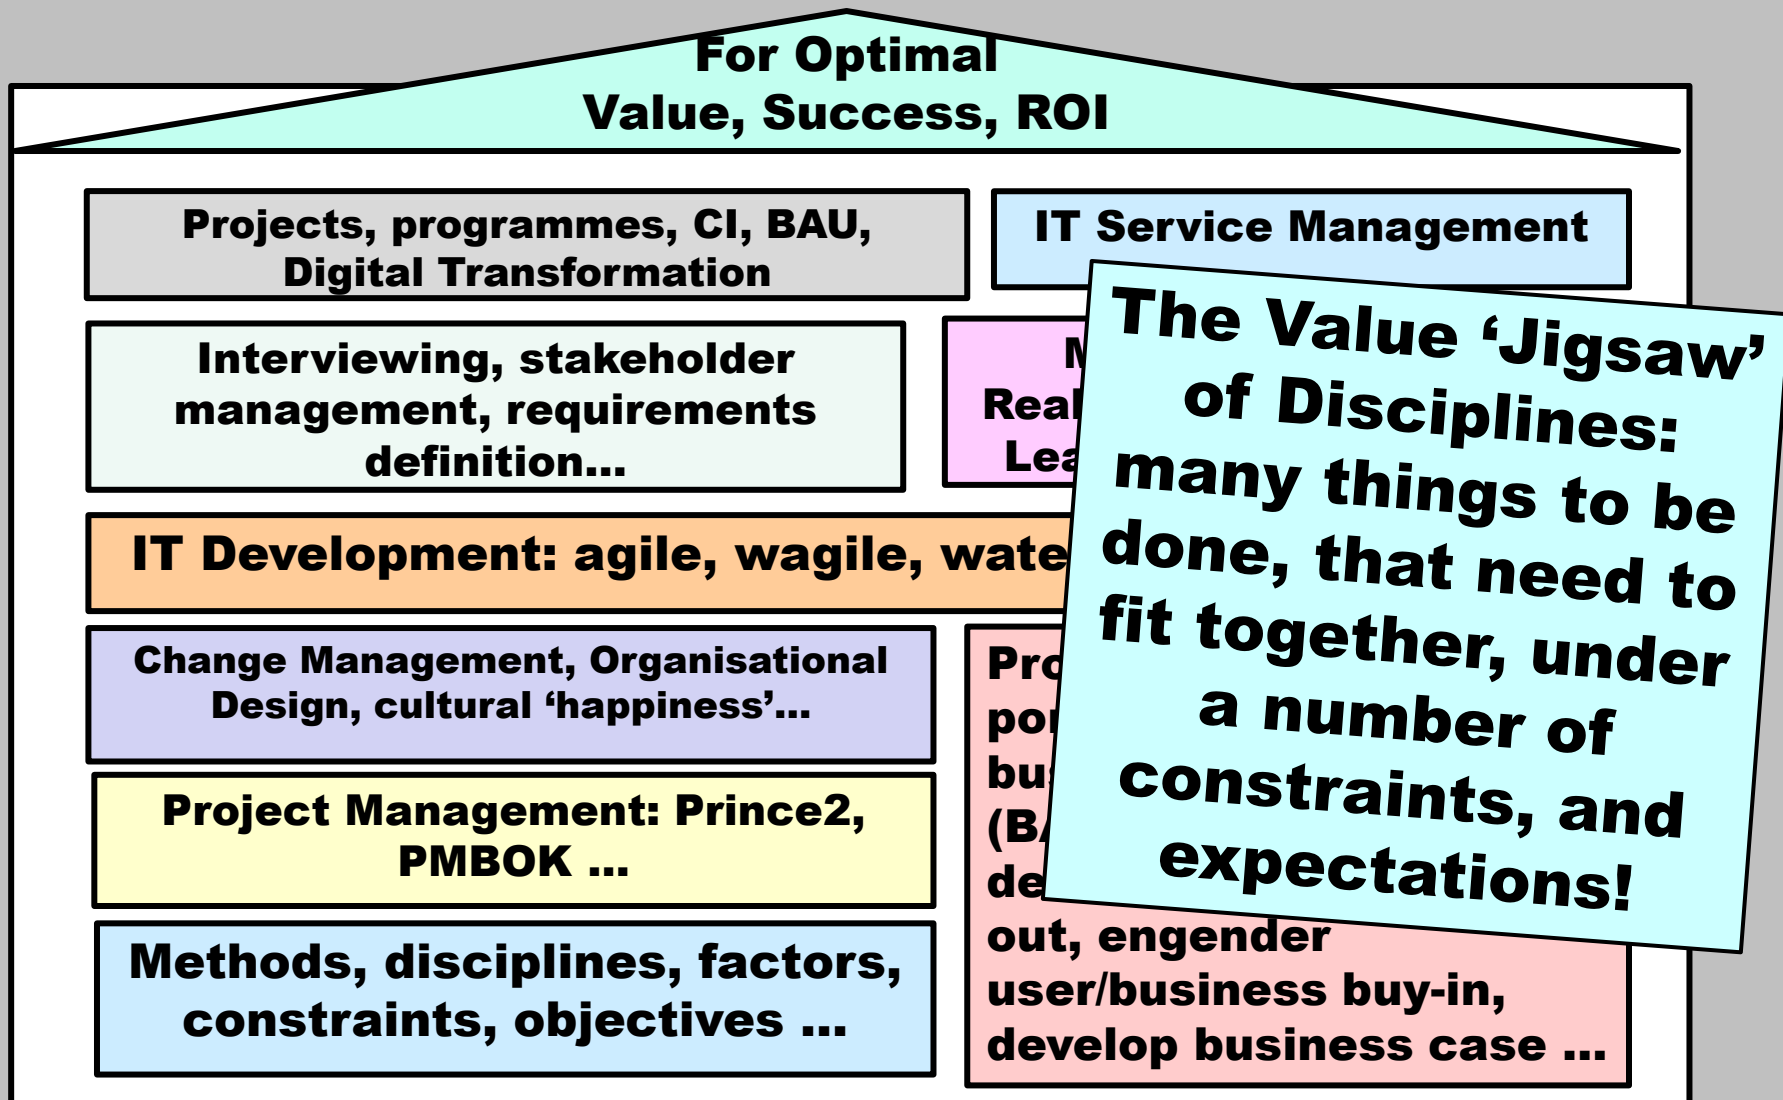 For Optimal
Value, Success, ROI
Projects, programmes, CI, BAU,
Digital Transformation
IT Service Management
Interviewing, stakeholder
management, requirements
definition...
The Value ‘Jigsaw’
of Disciplines:
many things to be
done, that need to
fit together, under
a number of
constraints, and
expectations!
IT Development: agile, wagile,
Change Management, Organisational
Design, cultural ‘happiness’...
Project Management: Prince2,
PMBOK ...
Methods, disciplines, factors,
constraints, objectives ...
out, engender
user/business buy-in,
develop business case ...